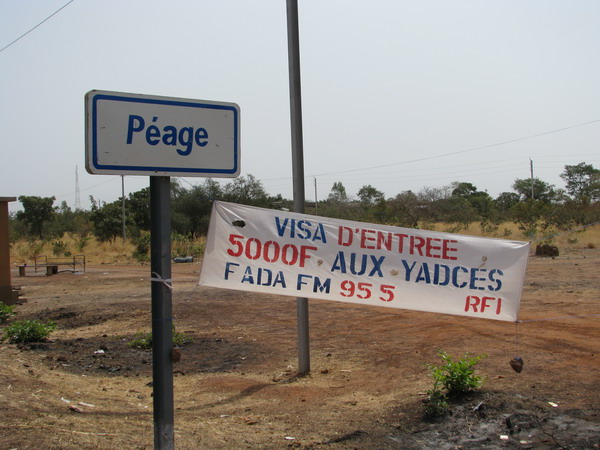 Péage
VISA D'ENTREE
5000F AUX YADCES
FADA FM 95 5 RFI